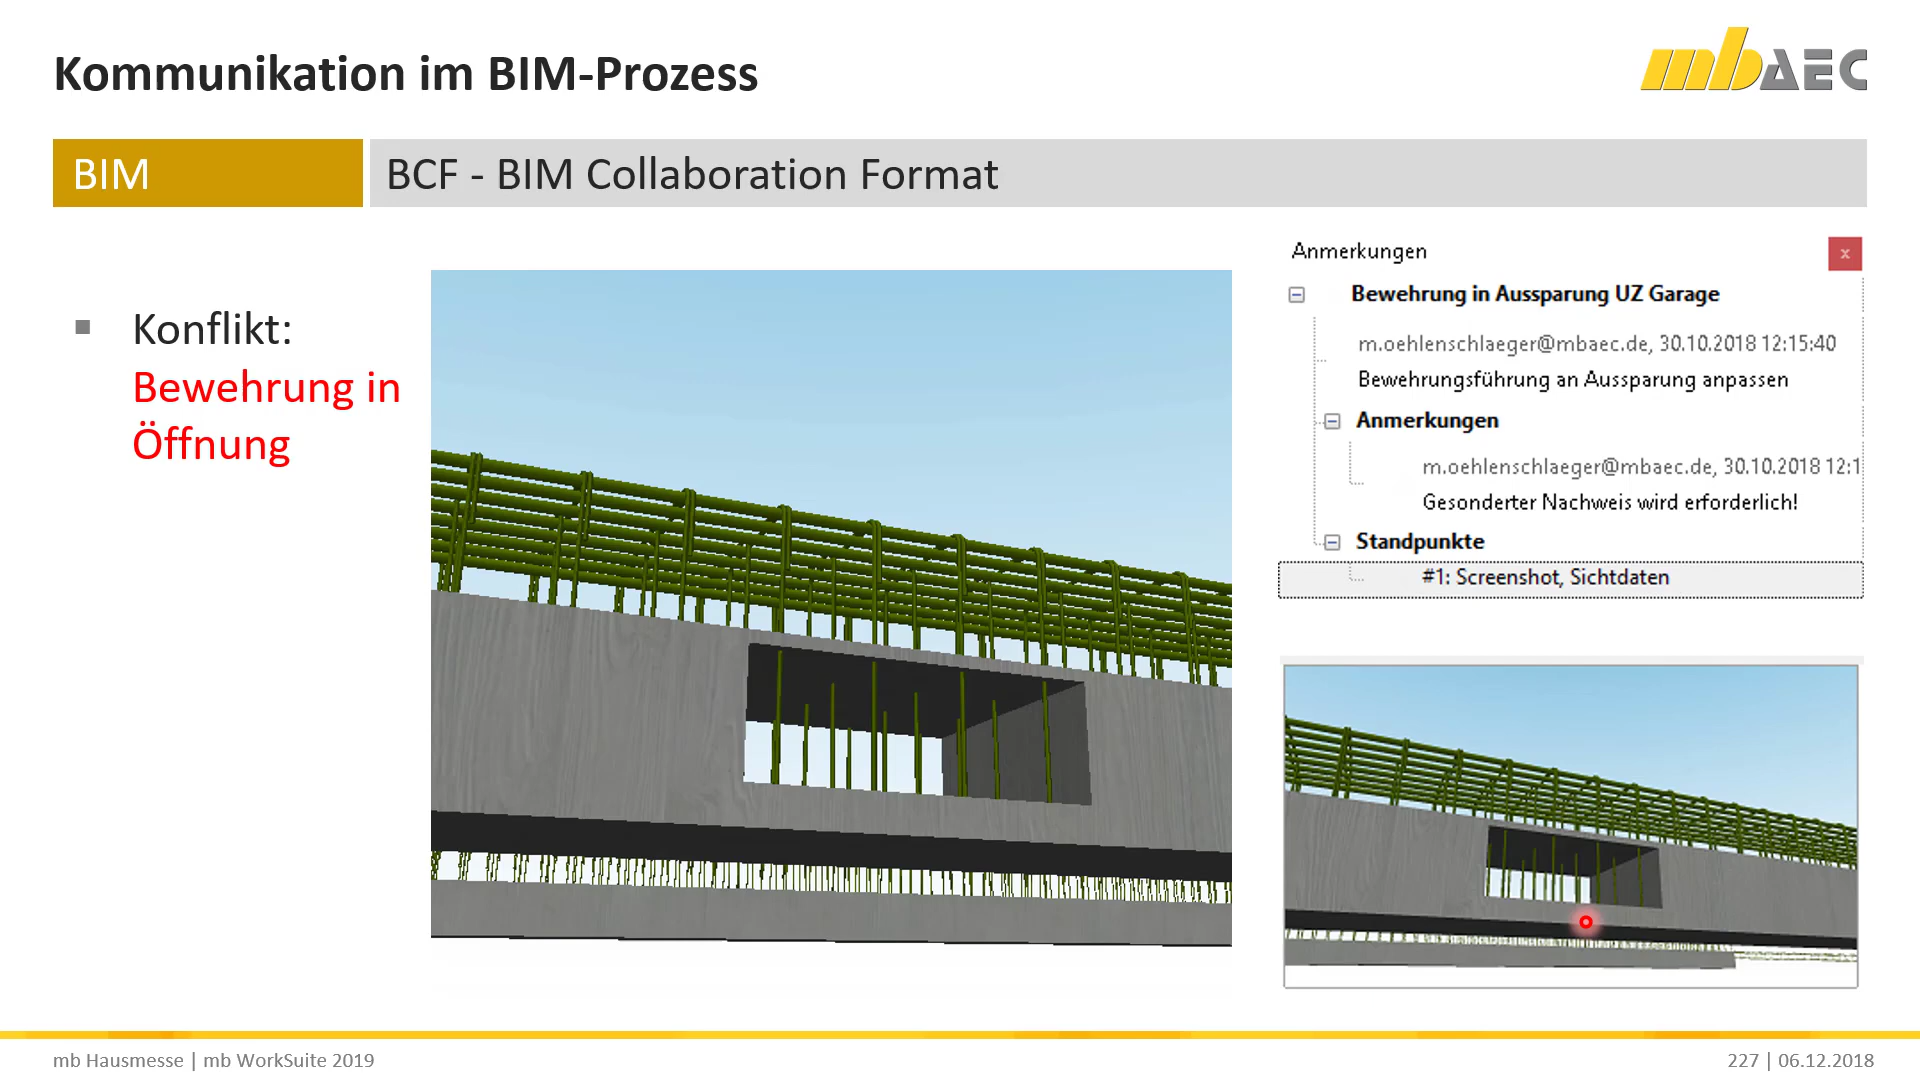 Kommunikation im BIM-Prozess
mbAEC
BIM
BCF - BIM Collaboration Format
Konflikt:
Bewehrung in
Öffnung
Anmerkungen
x
Bewehrung in Aussparung UZ Garage
m.oehlenschlaeger@mbaec.de, 30.10.2018 12:15:40
Bewehrungsführung an Aussparung anpassen
Anmerkungen
m.oehlenschlaeger@mbaec.de, 30.10.2018 12:1
Gesonderter Nachweis wird erforderlich!
Standpunkte
#1: Screenshot, Sichtdaten
mb Hausmesse | mb WorkSuite 2019
227 | 06.12.2018